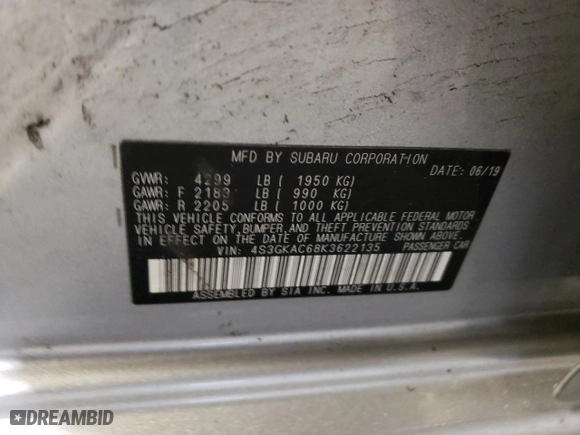 MFD BY SUBARU CORPORATION
DATE: 06/19
GVWR: 4299 LB ( 1950 KG)
GAWR: F 2183 LB ( 990 KG)
GAWR: R 2205 LB ( 1000 KG)
THIS VEHICLE CONFORMS TO ALL APPLICABLE FEDERAL MOTOR
VEHICLE SAFETY, BUMPER, AND THEFT PREVENTION STANDARDS
IN EFFECT ON THE DATE OF MANUFACTURE SHOWN ABOVE.
VIN: 4S3GKAC68K3622135 PASSENGER CAR
ASSEMBLED BY SIA INC. MADE IN U.S.A.
DREAMBID